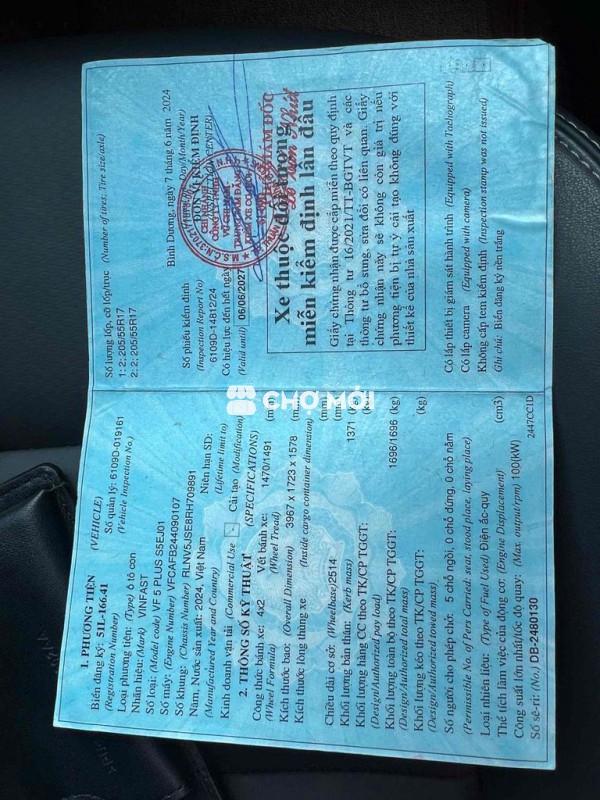 1. PHƯƠNG TIỆN (VEHICLE)
Biển đăng ký: 51L-166.41 Số quản lý: 6109D-019161
(Registration Number) (Vehicle Inspection No.)
Loại phương tiện: (Type) ô tô con
Nhãn hiệu: (Mark) VINFAST
Số loại: (Model code) VF 5 PLUS S5EJ01
Số máy: (Engine Number) VFCAFB244090107
Số khung: (Chassis Number) RLNV5JSE8RH709891
Năm, Nước sản xuất: 2024, Việt Nam Niên hạn SD:
(Manufactured Year and Country) (Lifetime limit to)
Kinh doanh vận tải (Commercial Use) - Cải tạo (Modification)
2. THÔNG SỐ KỸ THUẬT (SPECIFICATIONS)
Công thức bánh xe: 4x2 Vết bánh xe: 1470/1491 (mm)
(Wheel Formula) (Wheel Tread)
Kích thước bao: (Overall Dimension) 3967 x 1723 x 1578 (mm)
Kích thước lòng thùng xe (Inside cargo container dimension)
(mm)
Chiều dài cơ sở: (Wheelbase) 2514 (mm)
Khối lượng bản thân: (Kerb mass) 1371 (kg)
Khối lượng hàng CC theo TK/CP TGGT:
(Design/Authorized pay load)
Khối lượng toàn bộ theo TK/CP TGGT: 1696/1696 (kg)
(Design/Authorized total mass)
Khối lượng kéo theo TK/CP TGGT: (kg)
(Design/Authorized towed mass)
Số người cho phép chở: 5 chỗ ngồi, 0 chỗ đứng, 0 chỗ nằm
(Permissible No. of Pers Carried: seat, stood place, laying place)
Loại nhiên liệu: (Type of Fuel Used) Điện ắc-quy
Thể tích làm việc của động cơ: (Engine Displacement) (cm3)
Công suất lớn nhất/tốc độ quay: (Max. output/rpm) 100(kW)
Số sê-ri: (No.) DB-2480130 2447CC1D
Số lượng lốp, cỡ lốp/trục (Number of tires; Tire size/axle)
1: 2; 205/55R17
2: 2; 205/55R17
Số phiếu kiểm định
(Inspection Report No)
6109D-14812/24
Có hiệu lực đến hết ngày
(Valid until) 06/06/2027
Bình Dương, ngày 7 tháng 6 năm 2024
Day/Month/Year)
ĐƠN VỊ KIỂM ĐỊNH
CENTER)
GIÁM ĐỐC
Xe thuộc đối tượng
miễn kiểm định lần đầu
Giấy chứng nhận được cấp miễn theo quy định
tại Thông tư 16/2021/TT-BGTVT và các
thông tư bổ sung, sửa đổi có liên quan. Giấy
chứng nhận này sẽ không còn giá trị nếu
phương tiện bị tự ý cải tạo không đúng với
thiết kế của nhà sản xuất
Có lắp thiết bị giám sát hành trình (Equipped with Tachograph)
Có lắp camera (Equipped with camera)
Không cấp tem kiểm định (Inspection stamp was not issued)
Ghi chú: Biển đăng ký nền trắng
CHỢ MỚI